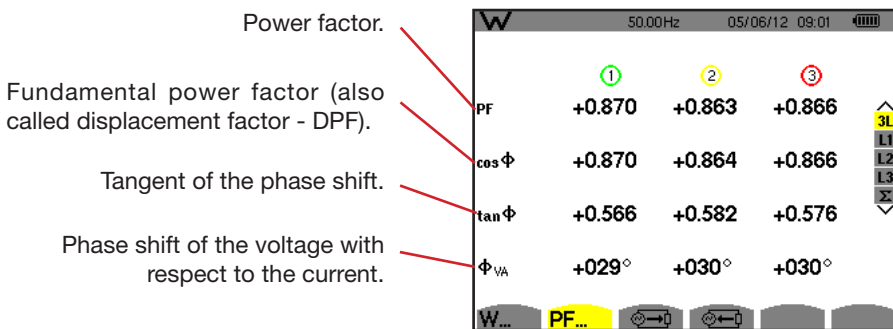 Power factor.
Fundamental power factor (also
called displacement factor - DPF).
Tangent of the phase shift.
Phase shift of the voltage with
respect to the current.
W 50.00Hz 05/06/12 09:01
1 2 3
PF +0.870 +0.863 +0.866
cos Φ +0.870 +0.864 +0.866
tan Φ +0.566 +0.582 +0.576
Φ VA +029° +030° +030°
3L
L1
L2
L3
Σ
W... PF...